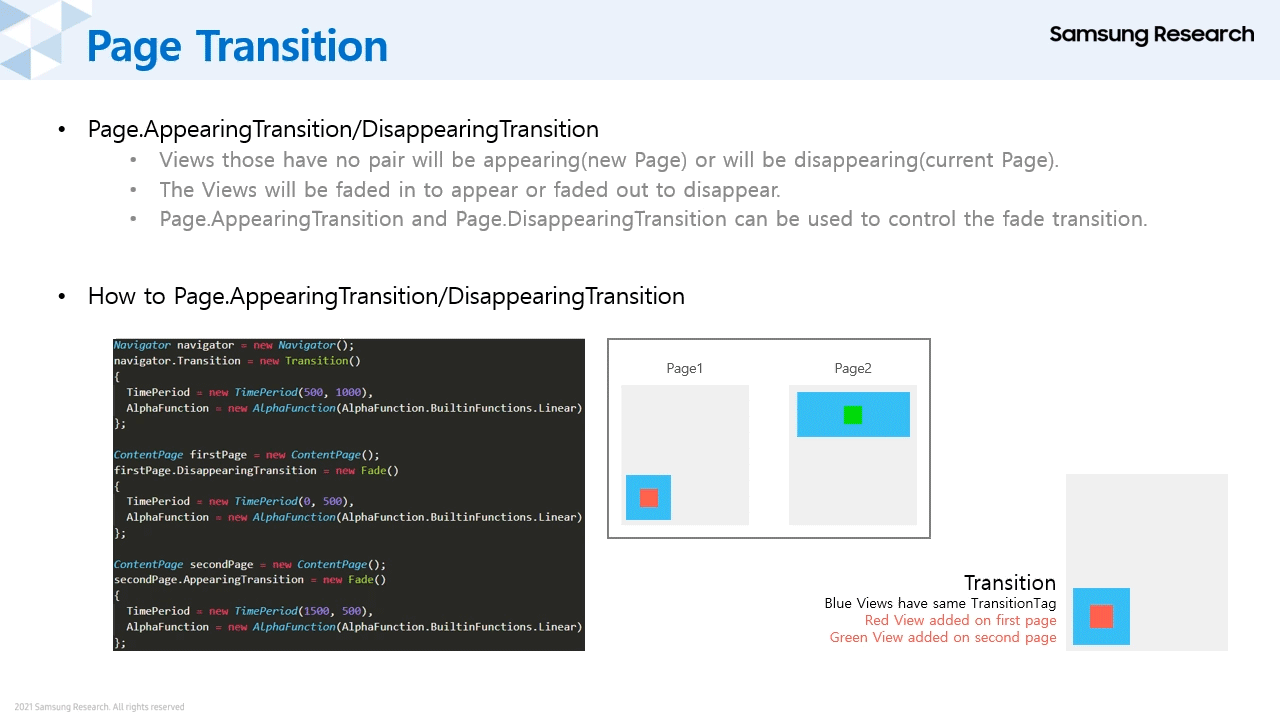 Page Transition
Samsung Research
• Page.AppearingTransition/DisappearingTransition
• Views those have no pair will be appearing(new Page) or will be disappearing(current Page).
• The Views will be faded in to appear or faded out to disappear.
• Page.AppearingTransition and Page.DisappearingTransition can be used to control the fade transition.
• How to Page.AppearingTransition/DisappearingTransition
Navigator navigator = new Navigator();
navigator.Transition = new Transition()
{
  TimePeriod = new TimePeriod(500, 1000),
  AlphaFunction = new AlphaFunction(AlphaFunction.BuiltinFunctions.Linear)
};
ContentPage firstPage = new ContentPage();
firstPage.DisappearingTransition = new Fade()
{
  TimePeriod = new TimePeriod(0, 500),
  AlphaFunction = new AlphaFunction(AlphaFunction.BuiltinFunctions.Linear)
};
ContentPage secondPage = new ContentPage();
secondPage.AppearingTransition = new Fade()
{
  TimePeriod = new TimePeriod(1500, 500),
  AlphaFunction = new AlphaFunction(AlphaFunction.BuiltinFunctions.Linear)
};
Page1
Page2
Transition
Blue Views have same TransitionTag
Red View added on first page
Green View added on second page
2021 Samsung Research. All rights reserved